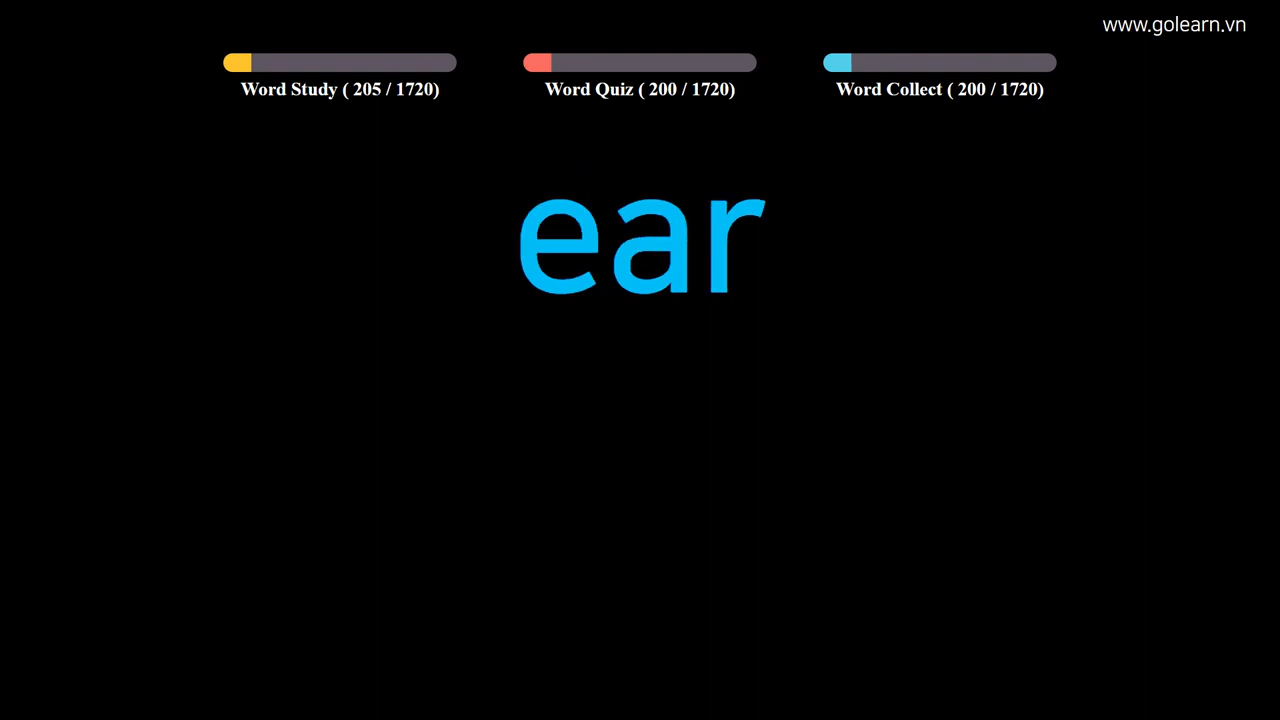 www.golearn.vn
Word Study ( 205 / 1720)
Word Quiz ( 200 / 1720)
Word Collect ( 200 / 1720)
ear